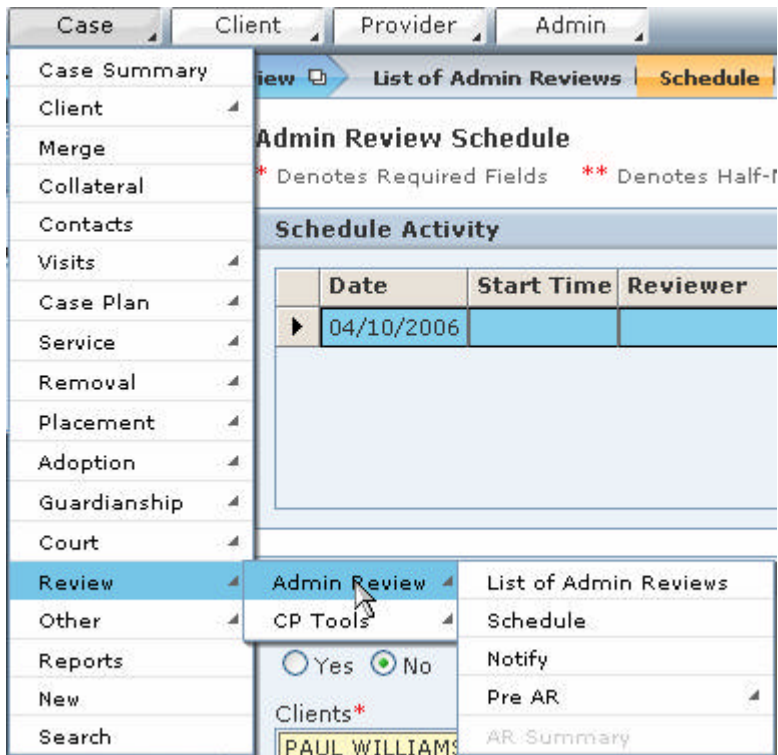 Case Client Provider Admin
Case Summary
Client
Merge
Collateral
Contacts
Visits
Case Plan
Service
Removal
Placement
Adoption
Guardianship
Court
Review
Other
Reports
New
Search
Admin Review
CP Tools
List of Admin Reviews
Schedule
Notify
Pre AR
AR Summary
iew List of Admin Reviews Schedule
Admin Review Schedule
* Denotes Required Fields ** Denotes Half-
Schedule Activity
Date Start Time Reviewer
04/10/2006
Yes No
Clients*
PAUL WILLIAMS